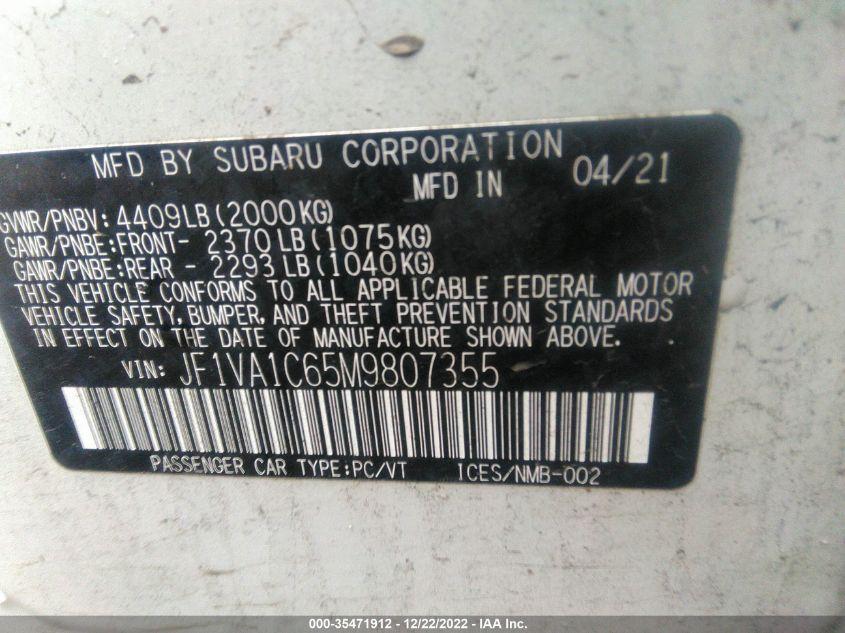 MFD BY SUBARU CORPORATION
MFD IN 04/21
GVWR/PNBV: 4409LB(2000KG)
GAWR/PNBE:FRONT- 2370LB(1075KG)
GAWR/PNBE:REAR - 2293LB(1040KG)
THIS VEHICLE CONFORMS TO ALL APPLICABLE FEDERAL MOTOR
VEHICLE SAFETY, BUMPER, AND THEFT PREVENTION STANDARDS
IN EFFECT ON THE DATE OF MANUFACTURE SHOWN ABOVE.
VIN: JF1VA1C65M9807355
PASSENGER CAR TYPE:PC/VT ICES/NMB-002
000-35471912 - 12/22/2022 - IAA Inc.